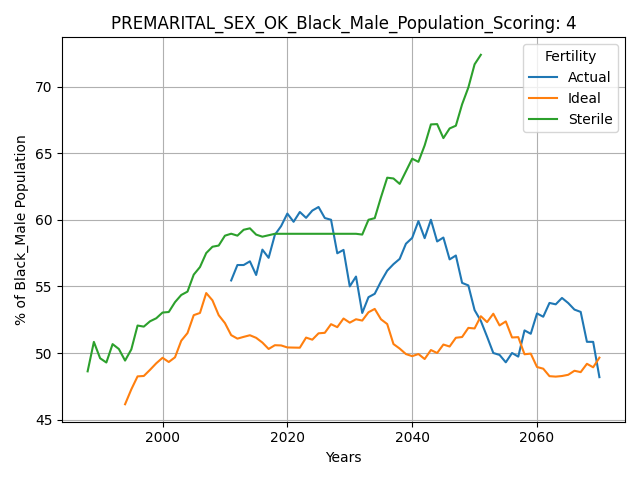 PREMARITAL_SEX_OK_Black_Male_Population_Scoring: 4
Fertility
Actual
Ideal
Sterile
% of Black_Male Population
70
65
60
55
50
45
2000
2020
2040
2060
Years